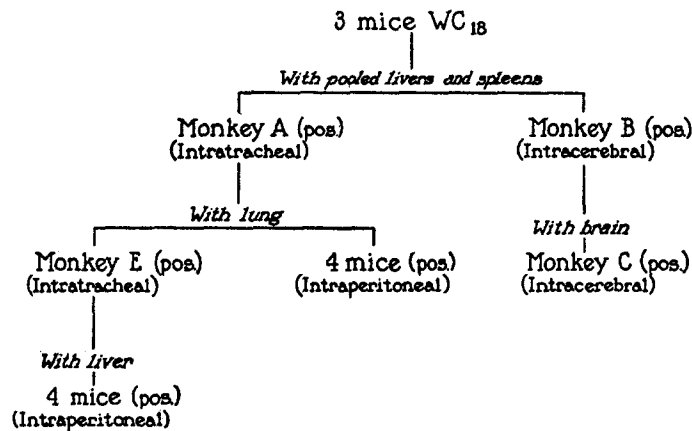 3 mice WC18
With pooled livers and spleens
Monkey A (pos.)
(Intratracheal)
Monkey B (pos.)
(Intracerebral)
With lung
With brain
Monkey E (pos.)
(Intratracheal)
4 mice (pos.)
(Intraperitoneal)
Monkey C (pos.)
(Intracerebral)
With liver
4 mice (pos.)
(Intraperitoneal)